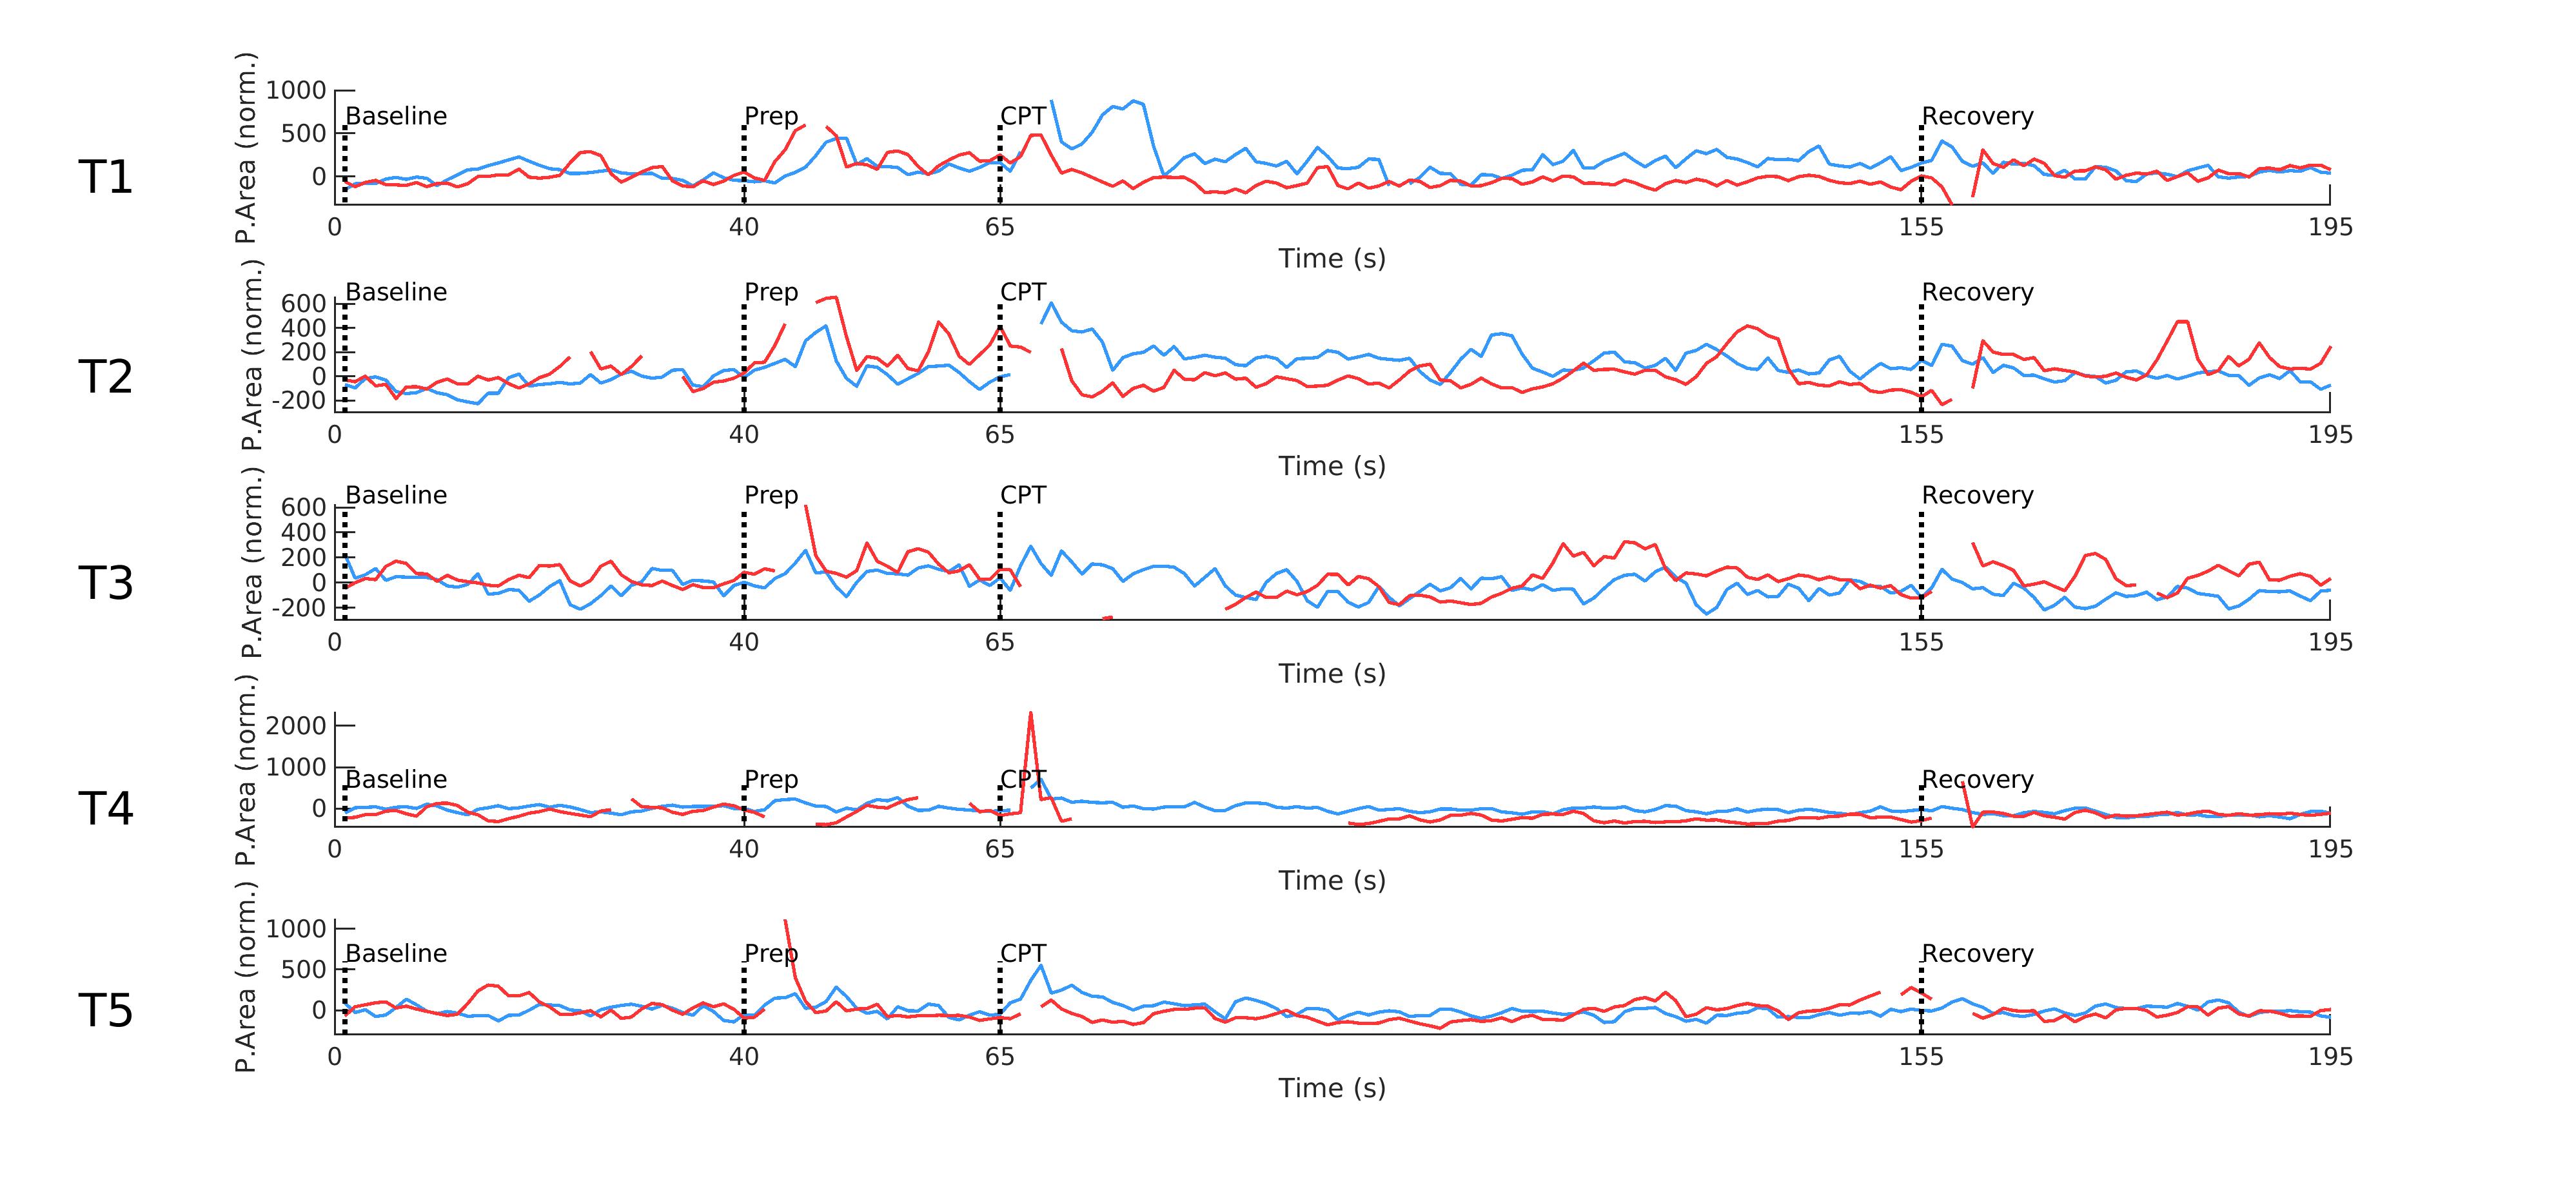 T1
P.Area (norm.)
1000
500
0
Baseline
Prep
CPT
Recovery
0 40 65 155 195
Time (s)
T2
P.Area (norm.)
600
400
200
0
-200
Baseline
Prep
CPT
Recovery
0 40 65 155 195
Time (s)
T3
P.Area (norm.)
600
400
200
0
-200
Baseline
Prep
CPT
Recovery
0 40 65 155 195
Time (s)
T4
P.Area (norm.)
2000
1000
0
Baseline
Prep
CPT
Recovery
0 40 65 155 195
Time (s)
T5
P.Area (norm.)
1000
500
0
Baseline
Prep
CPT
Recovery
0 40 65 155 195
Time (s)